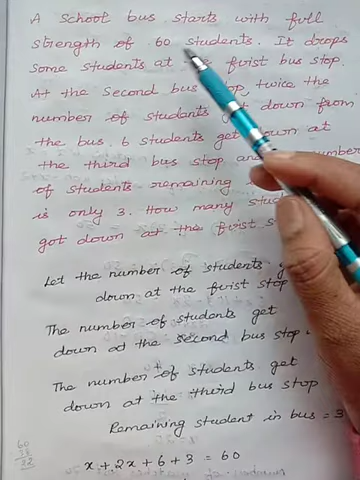 A School bus starts with full
strength of 60 students. It drops
some students at first bus stop.
At the second bus stop, twice the
number of students get down from
the bus. 6 students get down at
the third bus stop and number
of students remaining
is only 3. How many
got down at the first
Let the number of students
down at the first stop
The number of students get
down at the second bus stop
The number of students get
down at the third bus stop
Remaining student in bus = 3
60
22
x + 2x + 6 + 3 = 60